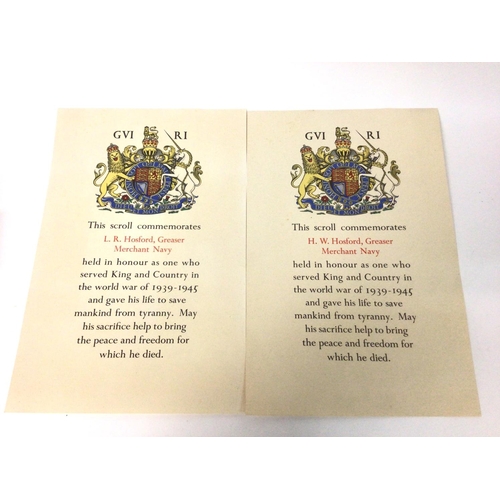 GVI RI
This scroll commemorates
L. R. Hosford, Greaser
Merchant Navy
held in honour as one who
served King and Country in
the world war of 1939-1945
and gave his life to save
mankind from tyranny. May
his sacrifice help to bring
the peace and freedom for
which he died.
GVI RI
This scroll commemorates
H. W. Hosford, Greaser
Merchant Navy
held in honour as one who
served King and Country in
the world war of 1939-1945
and gave his life to save
mankind from tyranny. May
his sacrifice help to bring
the peace and freedom for
which he died.